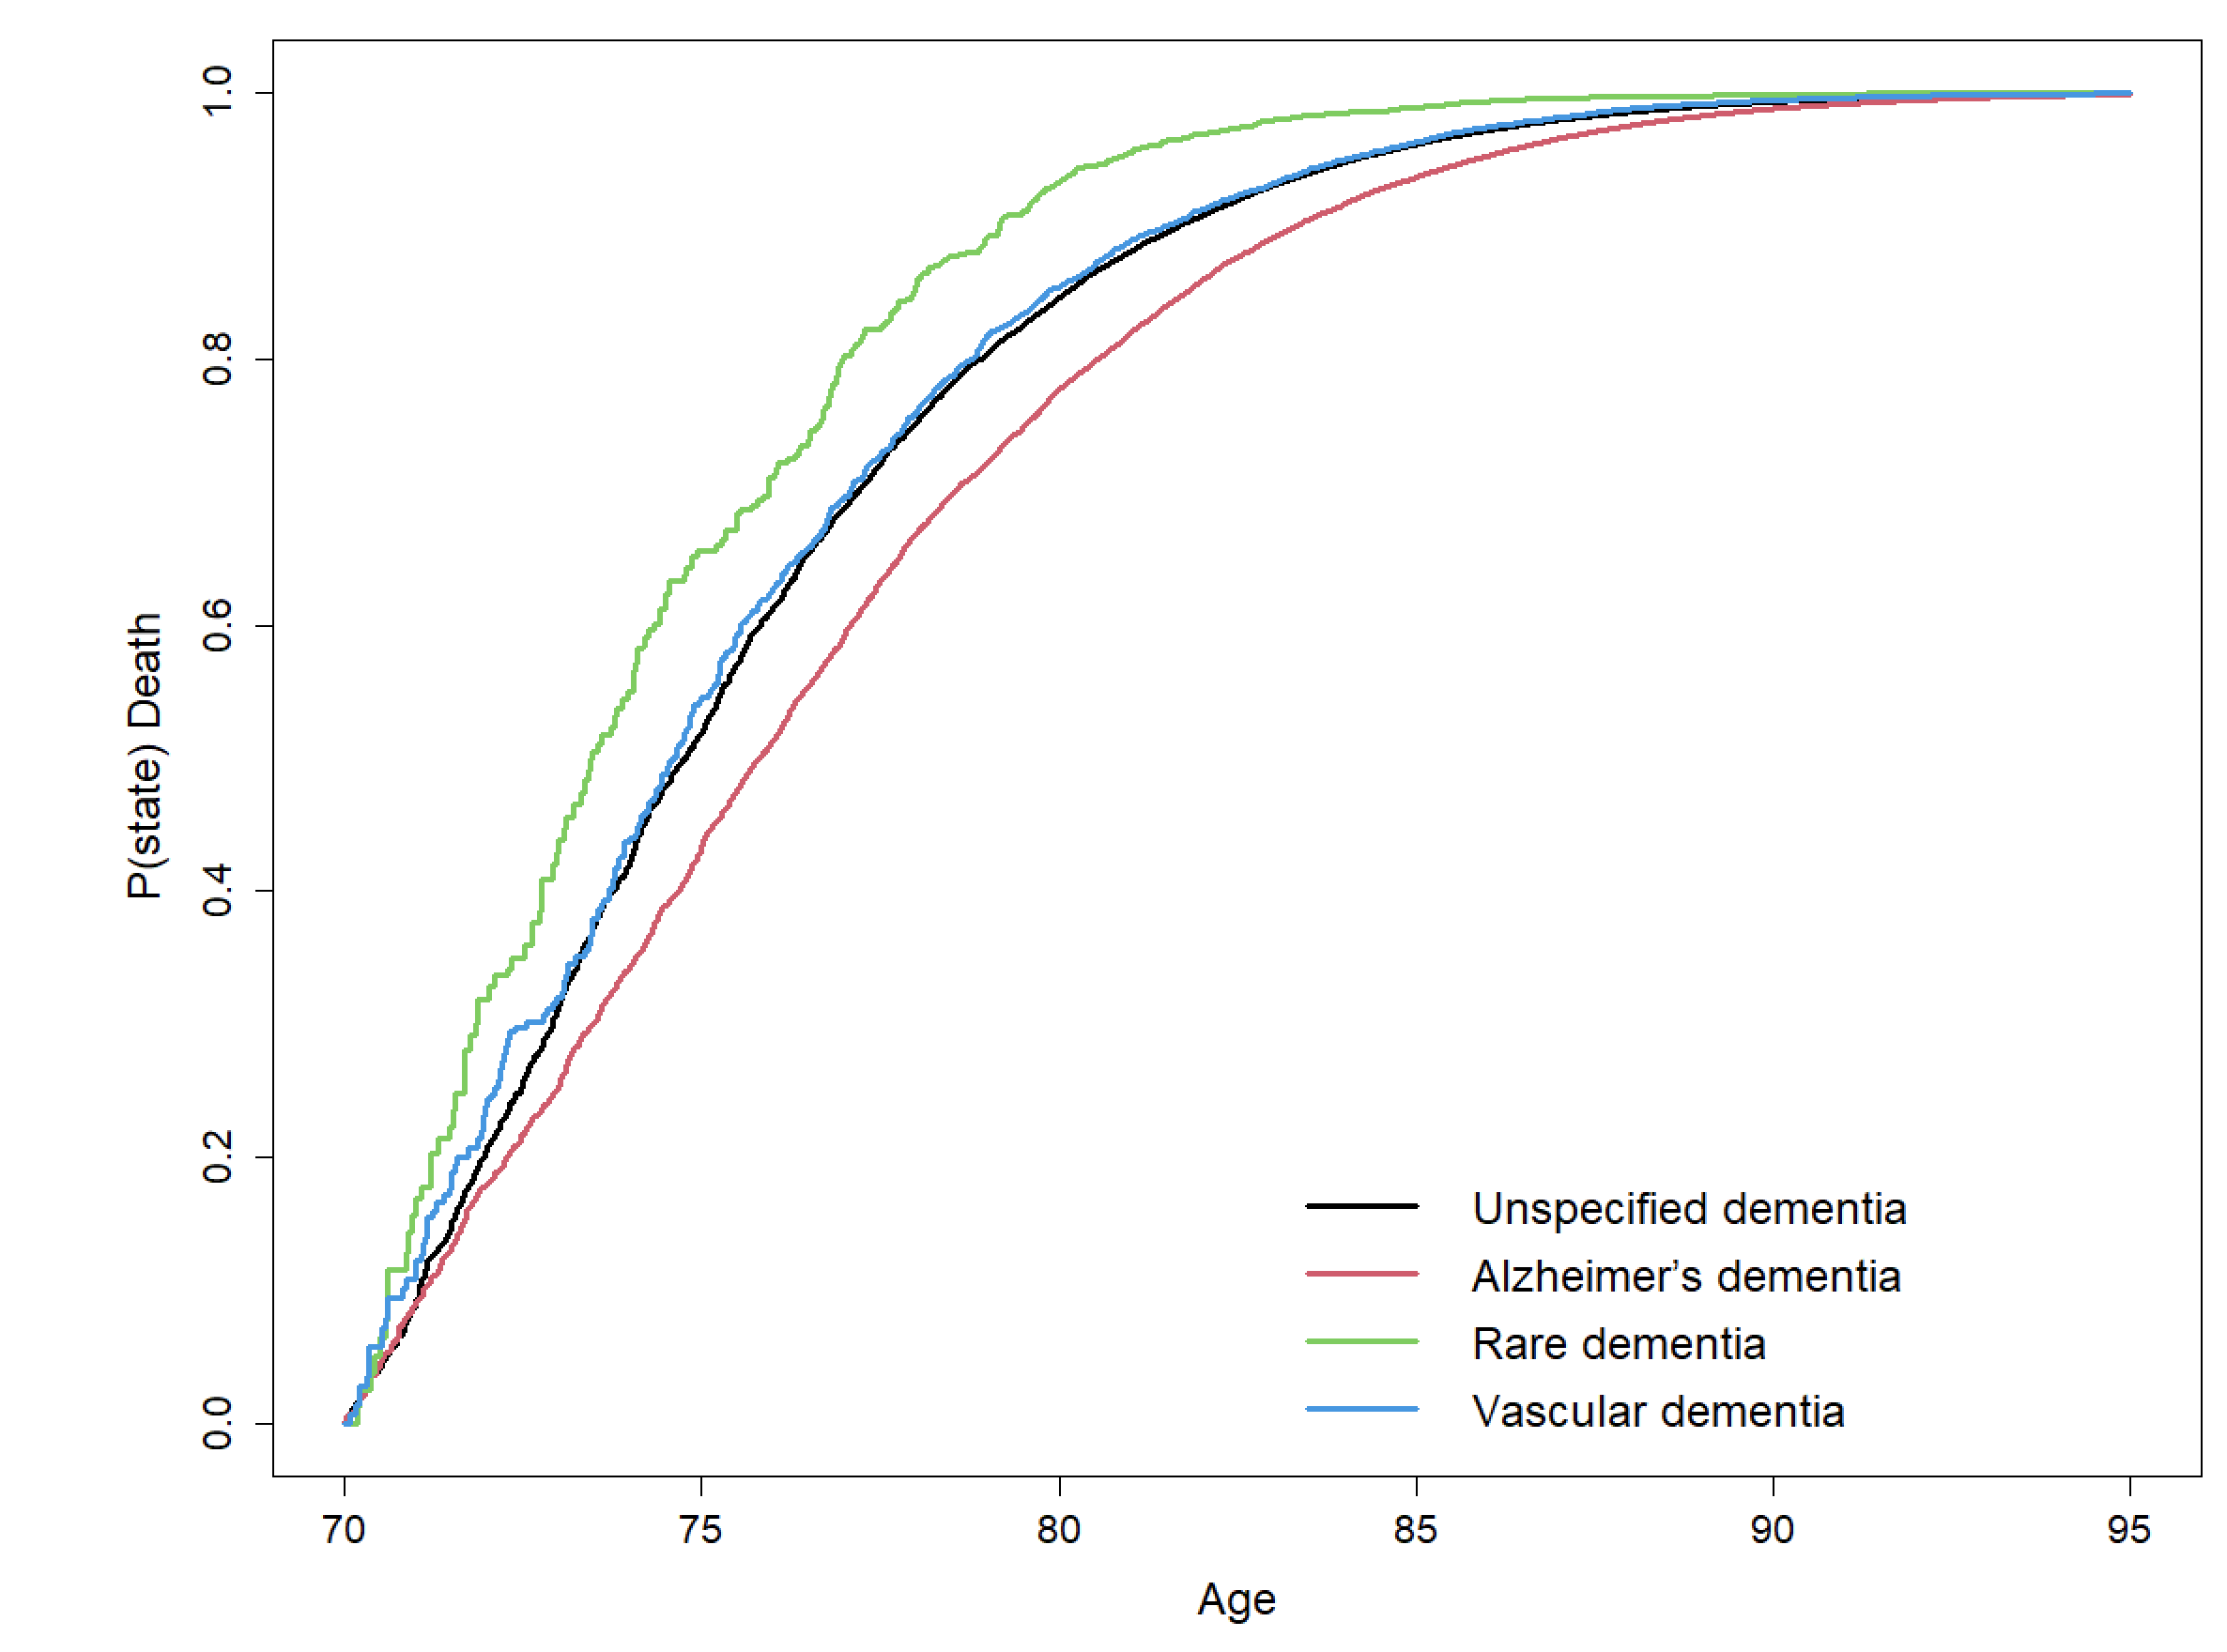 P(state) Death
1.0
0.8
0.6
0.4
0.2
0.0
Unspecified dementia
Alzheimer’s dementia
Rare dementia
Vascular dementia
70 75 80 85 90 95
Age